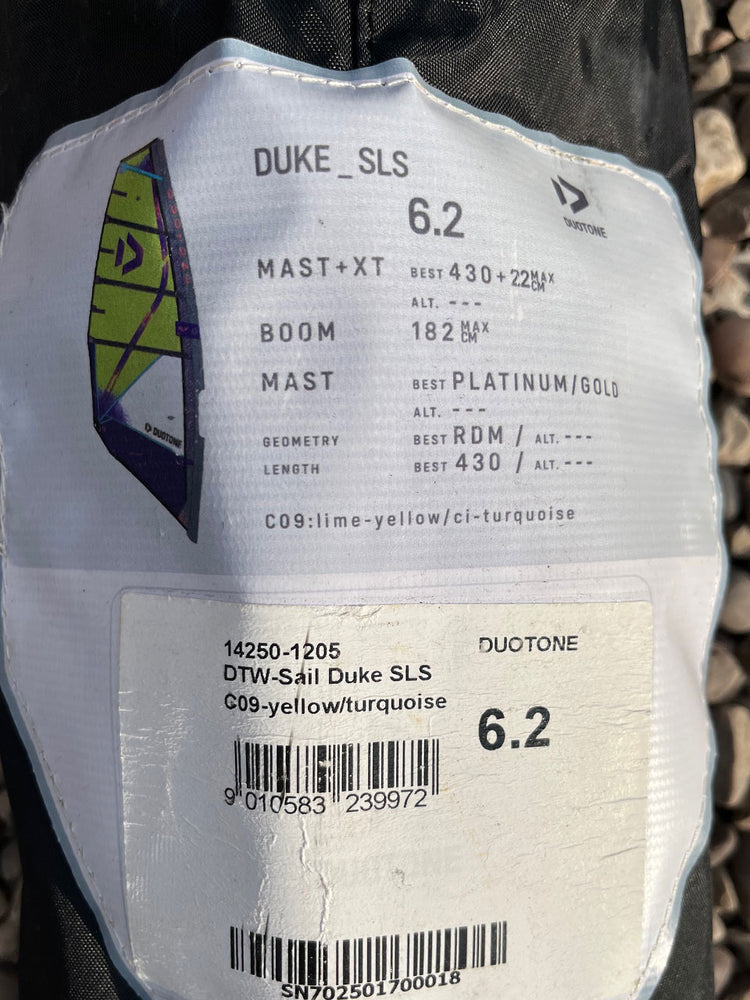 DUKE_SLS
6.2
DUOTONE
MAST+XT BEST 430+22 MAX CM
ALT. ---
BOOM 182 MAX CM
MAST BEST PLATINUM/GOLD
ALT. ---
GEOMETRY BEST RDM / ALT. ---
LENGTH BEST 430 / ALT. ---
C09:lime-yellow/ci-turquoise
DUOTONE
14250-1205 DUOTONE
DTW-Sail Duke SLS
C09-yellow/turquoise
6.2
9 010583 239972
SN702501700018